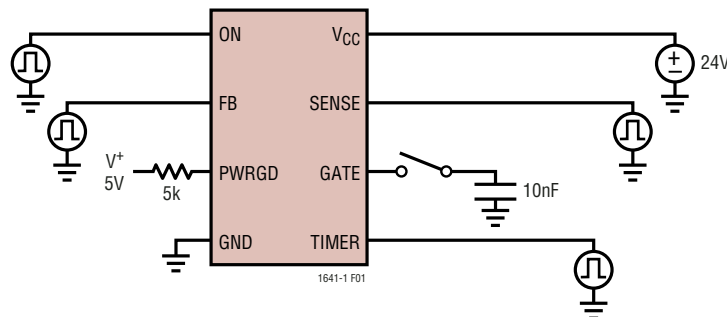 ON
VCC
+
–
24V
FB
SENSE
V+
5V
5k
PWRGD
GATE
10nF
GND
TIMER
1641-1 F01